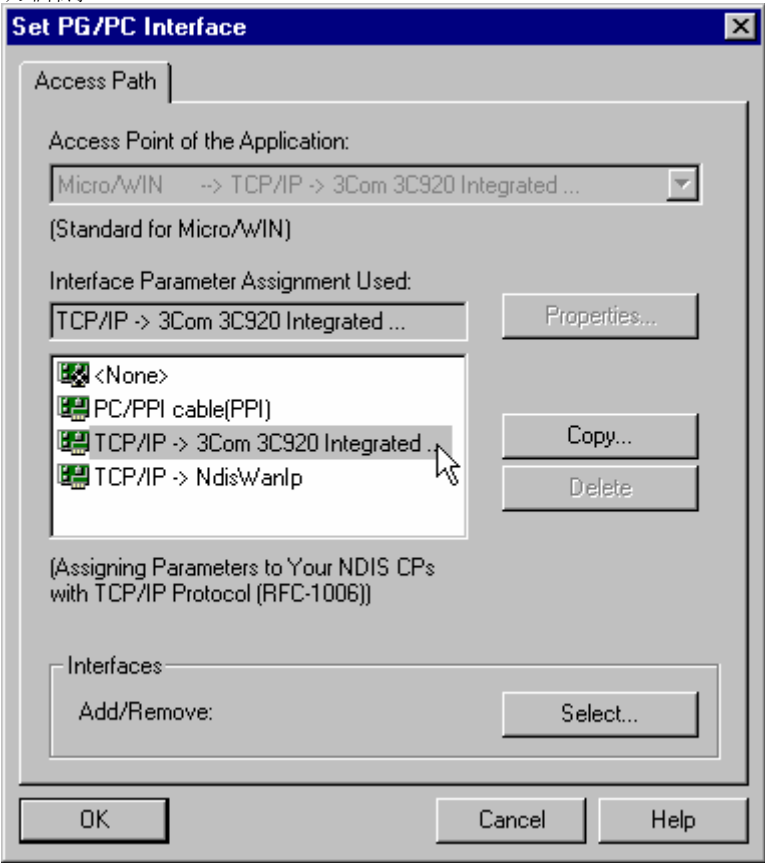 Set PG/PC Interface
Access Path
Access Point of the Application:
Micro/WIN --> TCP/IP -> 3Com 3C920 Integrated ...
(Standard for Micro/WIN)
Interface Parameter Assignment Used:
TCP/IP -> 3Com 3C920 Integrated ...
Properties...
<None>
PC/PPI cable(PPI)
TCP/IP -> 3Com 3C920 Integrated ..
TCP/IP -> NdisWanIp
Copy...
Delete
(Assigning Parameters to Your NDIS CPs
with TCP/IP Protocol (RFC-1006))
Interfaces
Add/Remove:
Select...
OK
Cancel
Help